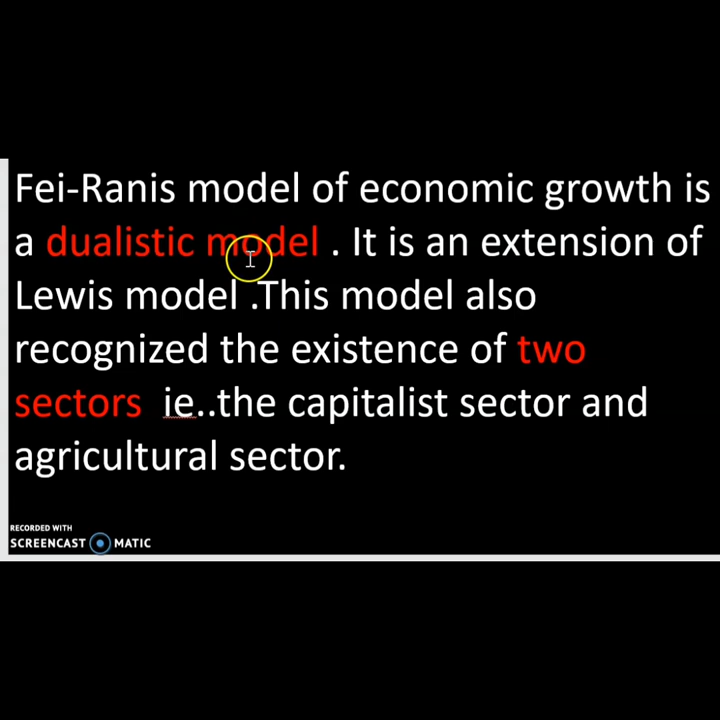 Fei-Ranis model of economic growth is
a dualistic model . It is an extension of
Lewis model .This model also
recognized the existence of two
sectors ie..the capitalist sector and
agricultural sector.
RECORDED WITH
SCREENCAST MATIC